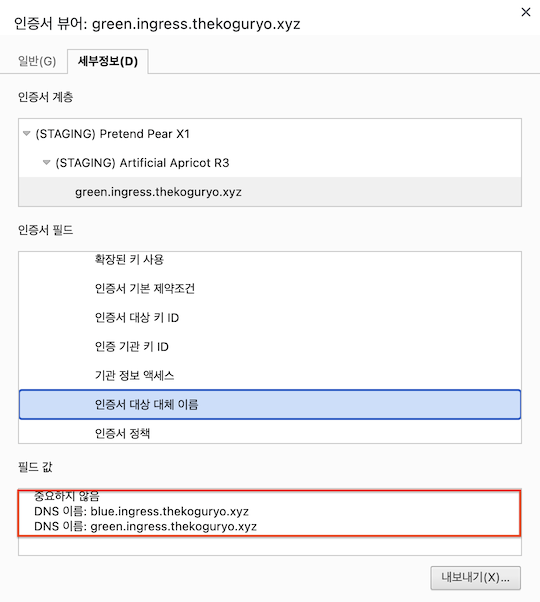 인증서 뷰어: green.ingress.thekoguryo.xyz
일반(G) 세부정보(D)
인증서 계층
(STAGING) Pretend Pear X1
(STAGING) Artificial Apricot R3
green.ingress.thekoguryo.xyz
인증서 필드
확장된 키 사용
인증서 기본 제약조건
인증서 대상 키 ID
인증 기관 키 ID
기관 정보 액세스
인증서 대상 대체 이름
인증서 정책
필드 값
중요하지 않음
DNS 이름: blue.ingress.thekoguryo.xyz
DNS 이름: green.ingress.thekoguryo.xyz
내보내기(X)...